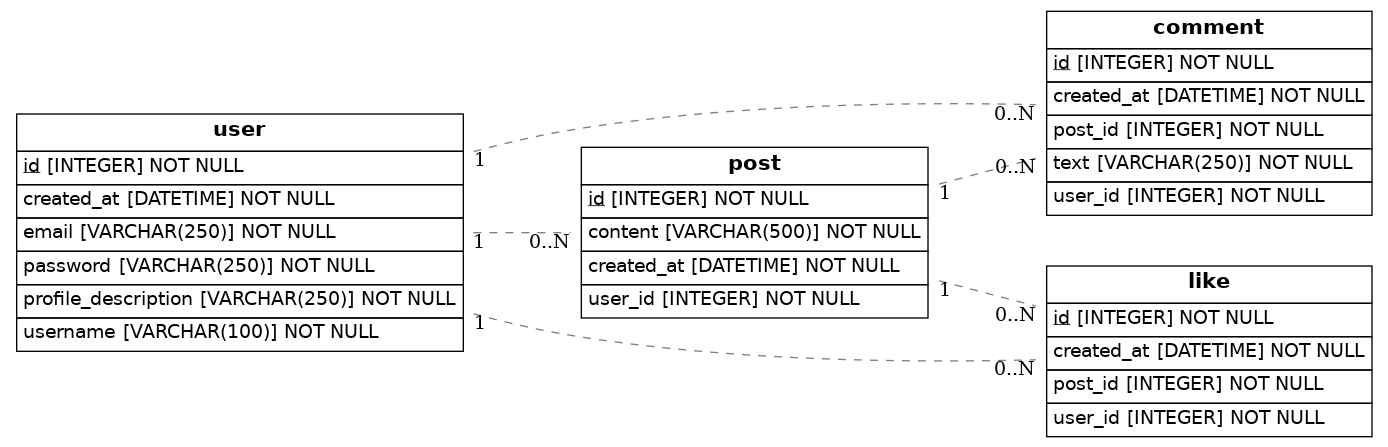 user
id [INTEGER] NOT NULL
created_at [DATETIME] NOT NULL
email [VARCHAR(250)] NOT NULL
password [VARCHAR(250)] NOT NULL
profile_description [VARCHAR(250)] NOT NULL
username [VARCHAR(100)] NOT NULL
1
1
1
0..N
post
id [INTEGER] NOT NULL
content [VARCHAR(500)] NOT NULL
created_at [DATETIME] NOT NULL
user_id [INTEGER] NOT NULL
1
1
0..N
0..N
0..N
0..N
comment
id [INTEGER] NOT NULL
created_at [DATETIME] NOT NULL
post_id [INTEGER] NOT NULL
text [VARCHAR(250)] NOT NULL
user_id [INTEGER] NOT NULL
like
id [INTEGER] NOT NULL
created_at [DATETIME] NOT NULL
post_id [INTEGER] NOT NULL
user_id [INTEGER] NOT NULL